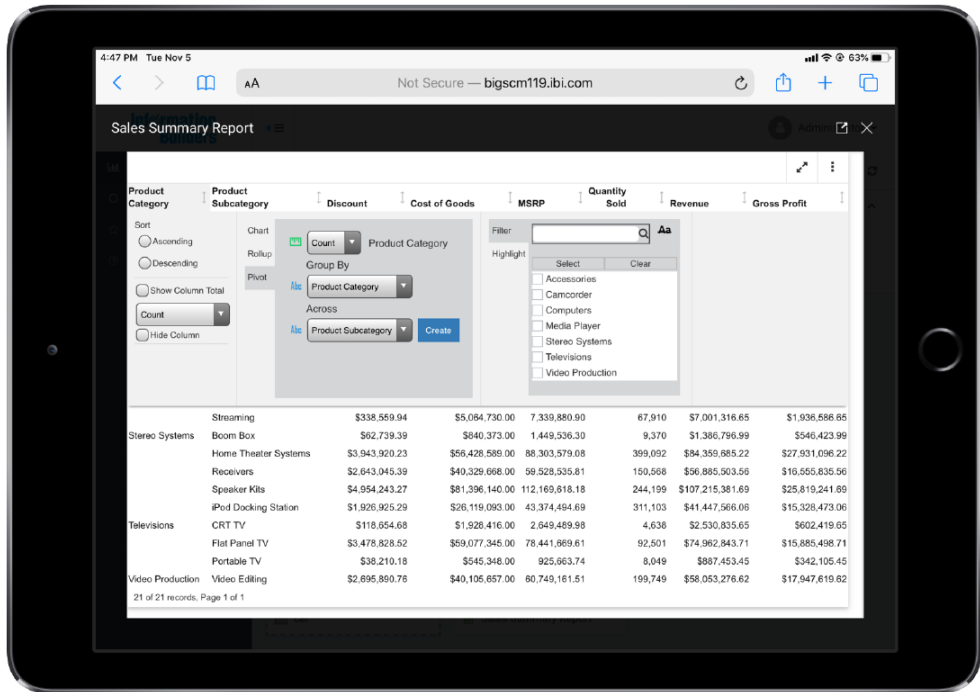 4:47 PM Tue Nov 5
63%
AA
Not Secure — bigscm119.ibi.com
Sales Summary Report
Product Category
Product Subcategory
Discount
Cost of Goods
MSRP
Quantity Sold
Revenue
Gross Profit
Sort
Ascending
Descending
Show Column Total
Count
Hide Column
Chart
Rollup
Pivot
Count Product Category
Group By
Abc Product Category
Across
Abc Product Subcategory Create
Filter
Highlight
Aa
Select Clear
Accessories
Camcorder
Computers
Media Player
Stereo Systems
Televisions
Video Production
Streaming $338,559.94 $5,064,730.00 7,339,880.90 67,910 $7,001,316.65 $1,936,586.65
Stereo Systems Boom Box $62,739.39 $840,373.00 1,449,536.30 9,370 $1,386,796.99 $546,423.99
Home Theater Systems $3,943,920.23 $56,428,589.00 88,303,579.08 399,092 $84,359,685.22 $27,931,096.22
Receivers $2,643,045.39 $40,329,668.00 59,528,535.81 150,568 $56,885,503.56 $16,555,835.56
Speaker Kits $4,954,243.27 $81,396,140.00 112,169,618.18 244,199 $107,215,381.69 $25,819,241.69
iPod Docking Station $1,926,925.29 $26,119,093.00 43,374,494.69 311,103 $41,447,566.06 $15,328,473.06
Televisions CRT TV $118,654.68 $1,928,416.00 2,649,489.98 4,638 $2,530,835.65 $602,419.65
Flat Panel TV $3,478,828.52 $59,077,345.00 78,441,669.61 92,501 $74,962,843.71 $15,885,498.71
Portable TV $38,210.18 $545,348.00 925,663.74 8,049 $887,453.45 $342,105.45
Video Production Video Editing $2,695,890.76 $40,105,657.00 60,749,161.51 199,749 $58,053,276.62 $17,947,619.62
21 of 21 records, Page 1 of 1